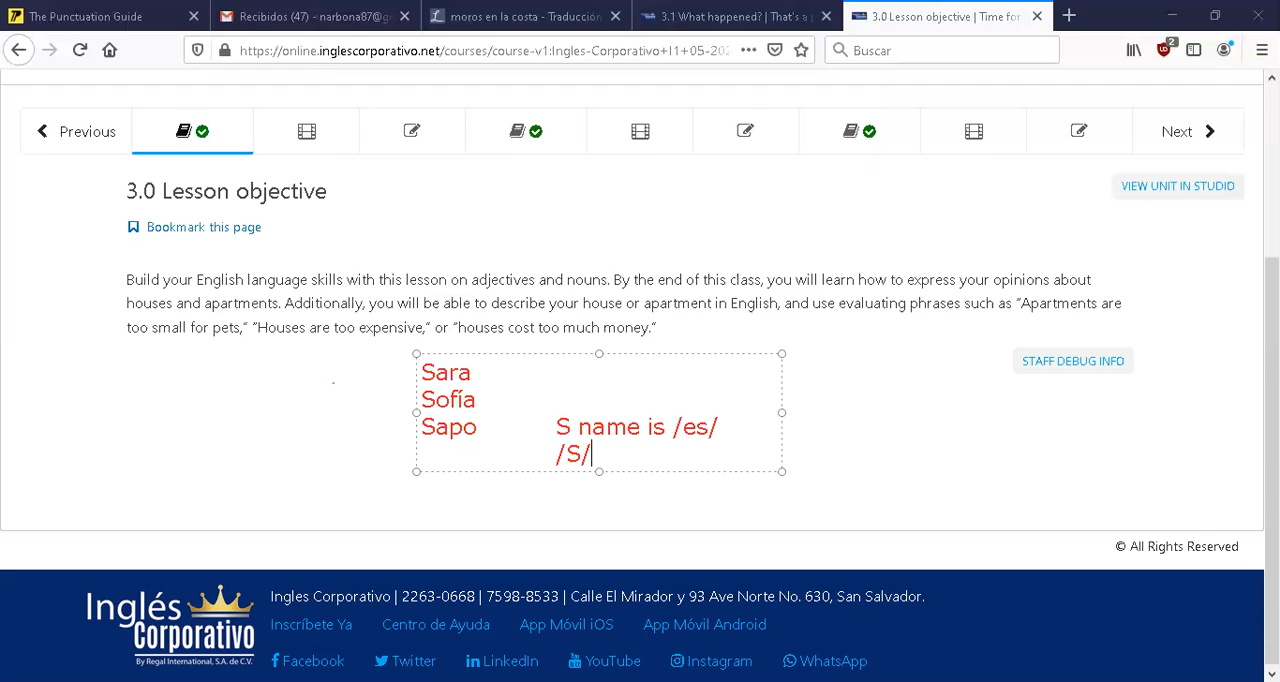 The Punctuation Guide
Recibidos (47) - narbona87@g
moros en la costa - Traducción
3.1 What happened? | That's a
3.0 Lesson objective | Time for
https://online.inglescorporativo.net/courses/course-v1:Ingles-Corporativo+I1+05-202
Buscar
2
Previous
Next
3.0 Lesson objective
VIEW UNIT IN STUDIO
Bookmark this page
Build your English language skills with this lesson on adjectives and nouns. By the end of this class, you will learn how to express your opinions about
houses and apartments. Additionally, you will be able to describe your house or apartment in English, and use evaluating phrases such as "Apartments are
too small for pets," "Houses are too expensive," or "houses cost too much money."
STAFF DEBUG INFO
Sara
Sofía
Sapo S name is /es/
/S/
© All Rights Reserved
Inglés
Corporativo
By Regal International, S.A. de C.V.
Ingles Corporativo | 2263-0668 | 7598-8533 | Calle El Mirador y 93 Ave Norte No. 630, San Salvador.
Inscríbete Ya Centro de Ayuda App Móvil iOS App Móvil Android
Facebook Twitter LinkedIn YouTube Instagram WhatsApp